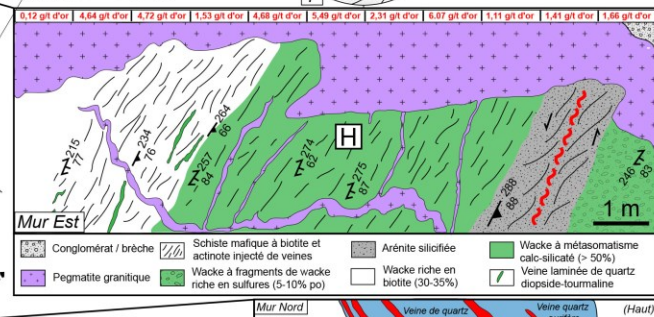 0,12 g/t d'or 4,64 g/t d'or 4,72 g/t d'or 1,53 g/t d'or 4,68 g/t d'or 5,49 g/t d'or 2,31 g/t d'or 6.07 g/t d'or 1,11 g/t d'or 1,41 g/t d'or 1,66 g/t d'or
264
66
215
77
234
76
257
84
274
62
H
275
87
246
83
288
88
Mur Est
1 m
Conglomérat / brèche
Schiste mafique à biotite et
actinote injecté de veines
Arénite silicifiée
Wacke à métasomatisme
calc-silicaté (> 50%)
Pegmatite granitique
Wacke à fragments de wacke
riche en sulfures (5-10% po)
Wacke riche en
biotite (30-35%)
Veine laminée de quartz
diopside-tourmaline
Mur Nord
Veine de quartz
Veine quartz
(Haut)